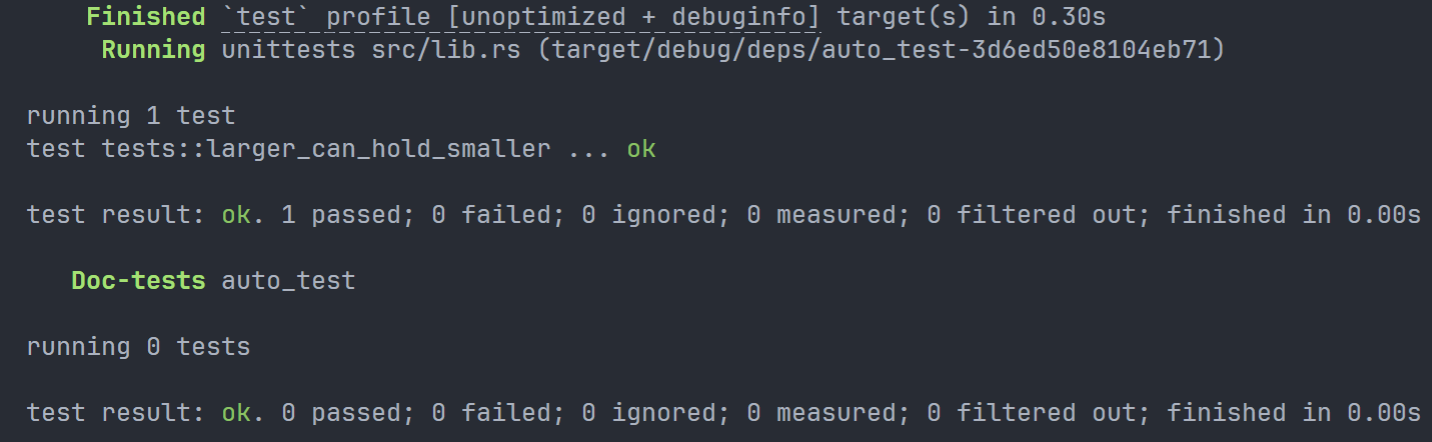 Finished `test` profile [unoptimized + debuginfo] target(s) in 0.30s
Running unittests src/lib.rs (target/debug/deps/auto_test-3d6ed50e8104eb71)
running 1 test
test tests::larger_can_hold_smaller ... ok
test result: ok. 1 passed; 0 failed; 0 ignored; 0 measured; 0 filtered out; finished in 0.00s
Doc-tests auto_test
running 0 tests
test result: ok. 0 passed; 0 failed; 0 ignored; 0 measured; 0 filtered out; finished in 0.00s